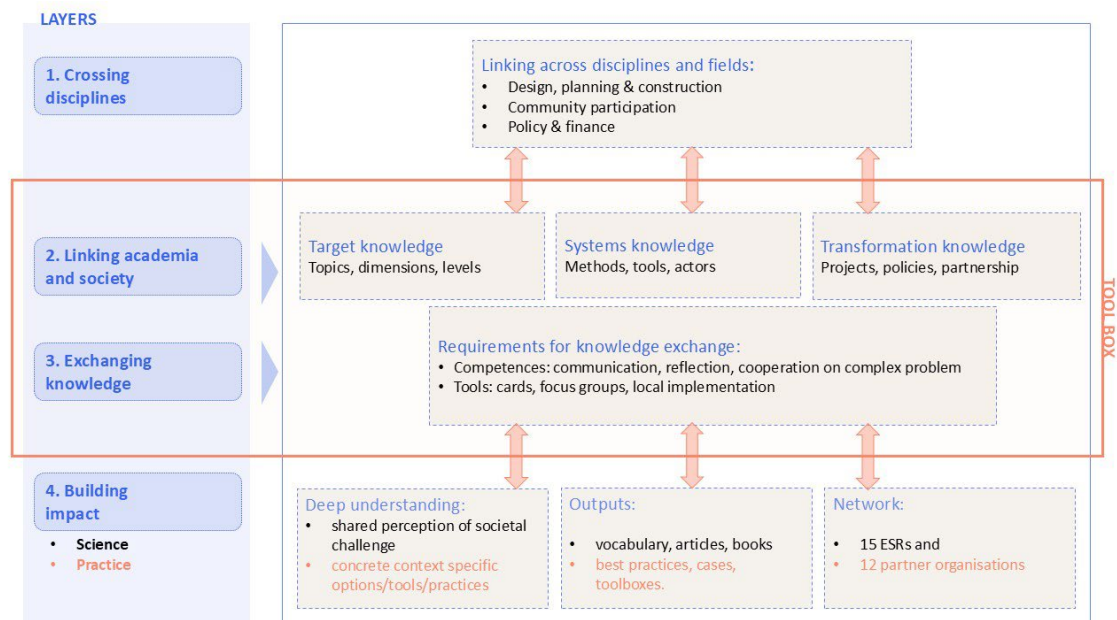 LAYERS
1. Crossing
disciplines
Linking across disciplines and fields:
• Design, planning & construction
• Community participation
• Policy & finance
2. Linking academia
and society
Target knowledge
Topics, dimensions, levels
Systems knowledge
Methods, tools, actors
Transformation knowledge
Projects, policies, partnership
TOOL BOX
3. Exchanging
knowledge
Requirements for knowledge exchange:
• Competences: communication, reflection, cooperation on complex problem
• Tools: cards, focus groups, local implementation
4. Building
impact
• Science
• Practice
Deep understanding:
• shared perception of societal
challenge
• concrete context specific
options/tools/practices
Outputs:
• vocabulary, articles, books
• best practices, cases,
toolboxes.
Network:
• 15 ESRs and
• 12 partner organisations